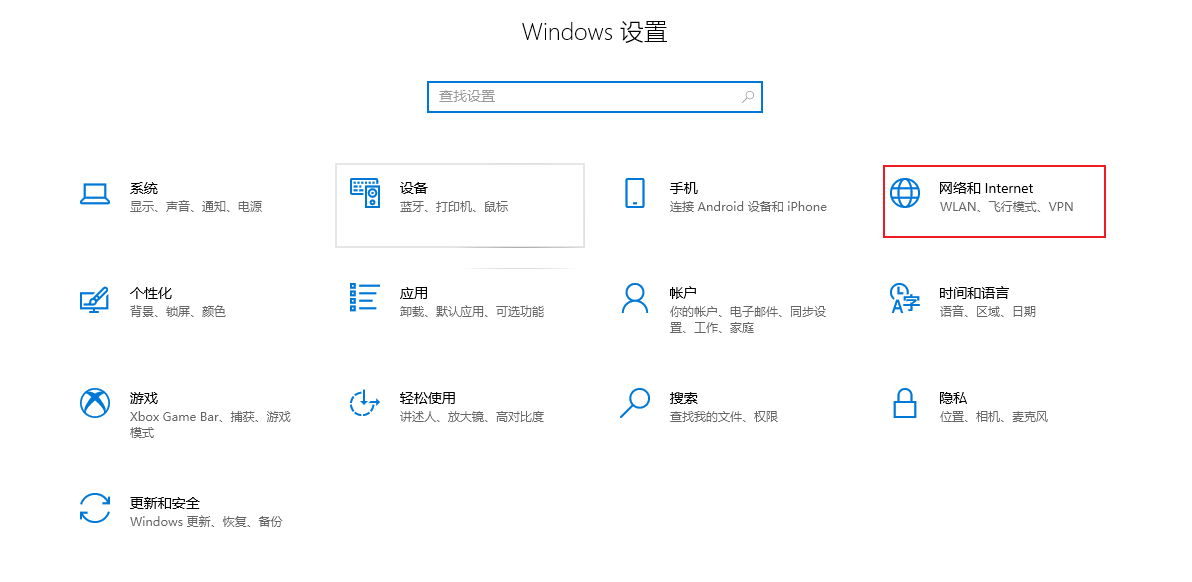 Windows 设置
查找设置
系统
显示、声音、通知、电源
设备
蓝牙、打印机、鼠标
手机
连接 Android 设备和 iPhone
网络和 Internet
WLAN、飞行模式、VPN
个性化
背景、锁屏、颜色
应用
卸载、默认应用、可选功能
帐户
你的帐户、电子邮件、同步设
置、工作、家庭
时间和语言
语音、区域、日期
游戏
Xbox Game Bar、捕获、游戏
模式
轻松使用
讲述人、放大镜、高对比度
搜索
查找我的文件、权限
隐私
位置、相机、麦克风
更新和安全
Windows 更新、恢复、备份